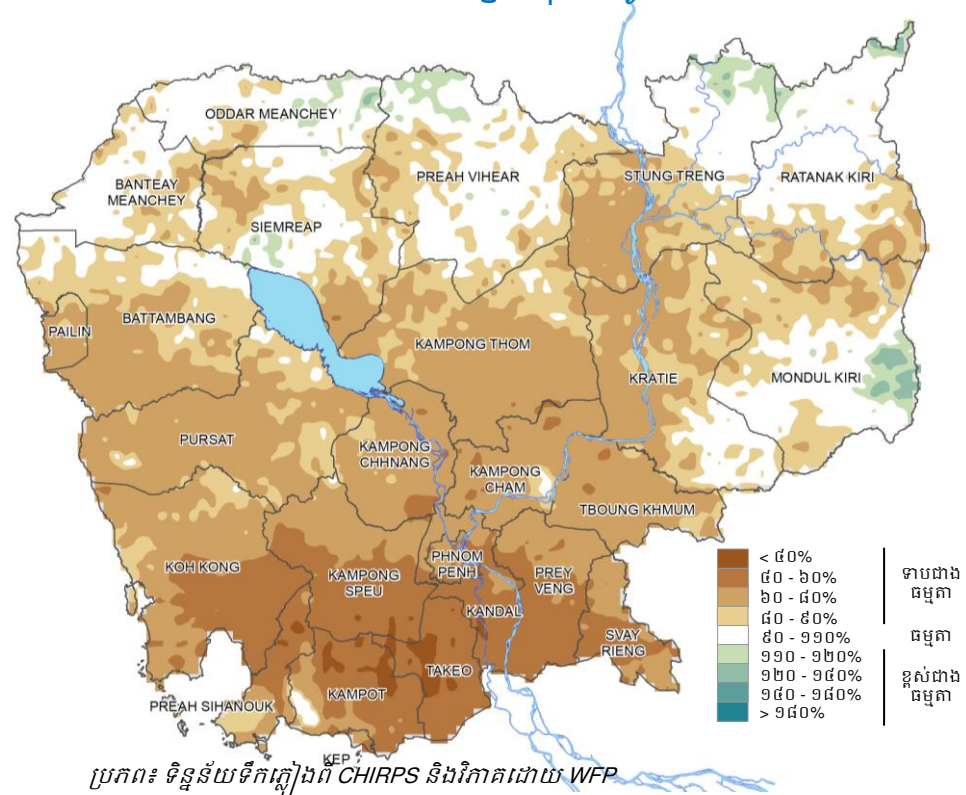 ODDAR MEANCHEY
PREAH VIHEAR
STUNG TRENG
RATANAK KIRI
BANTEAY
MEANCHEY
SIEMREAP
BATTAMBANG
PAILIN
KAMPONG THOM
KRATIE
MONDUL KIRI
PURSAT
KAMPONG
CHHNANG
KAMPONG
CHAM
TBOUNG KHMUM
KOH KONG
KAMPONG
SPEU
PHNOM
PENH
PREY
VENG
KANDAL
SVAY
RIENG
TAKEO
KAMPOT
PREAH SIHANOUK
KEP
< ៤០%
៤០ - ៦០%
៦០ - ៨០%
៨០ - ៩០%
៩០ - ១១០%
១១០ - ១២០%
១២០ - ១៤០%
១៤០ - ១៨០%
> ១៨០%
ទាបជាង
ធម្មតា
ធម្មតា
ខ្ពស់ជាង
ធម្មតា
ប្រភព៖ ទិន្នន័យទឹកភ្លៀងពី CHIRPS និងវិភាគដោយ WFP